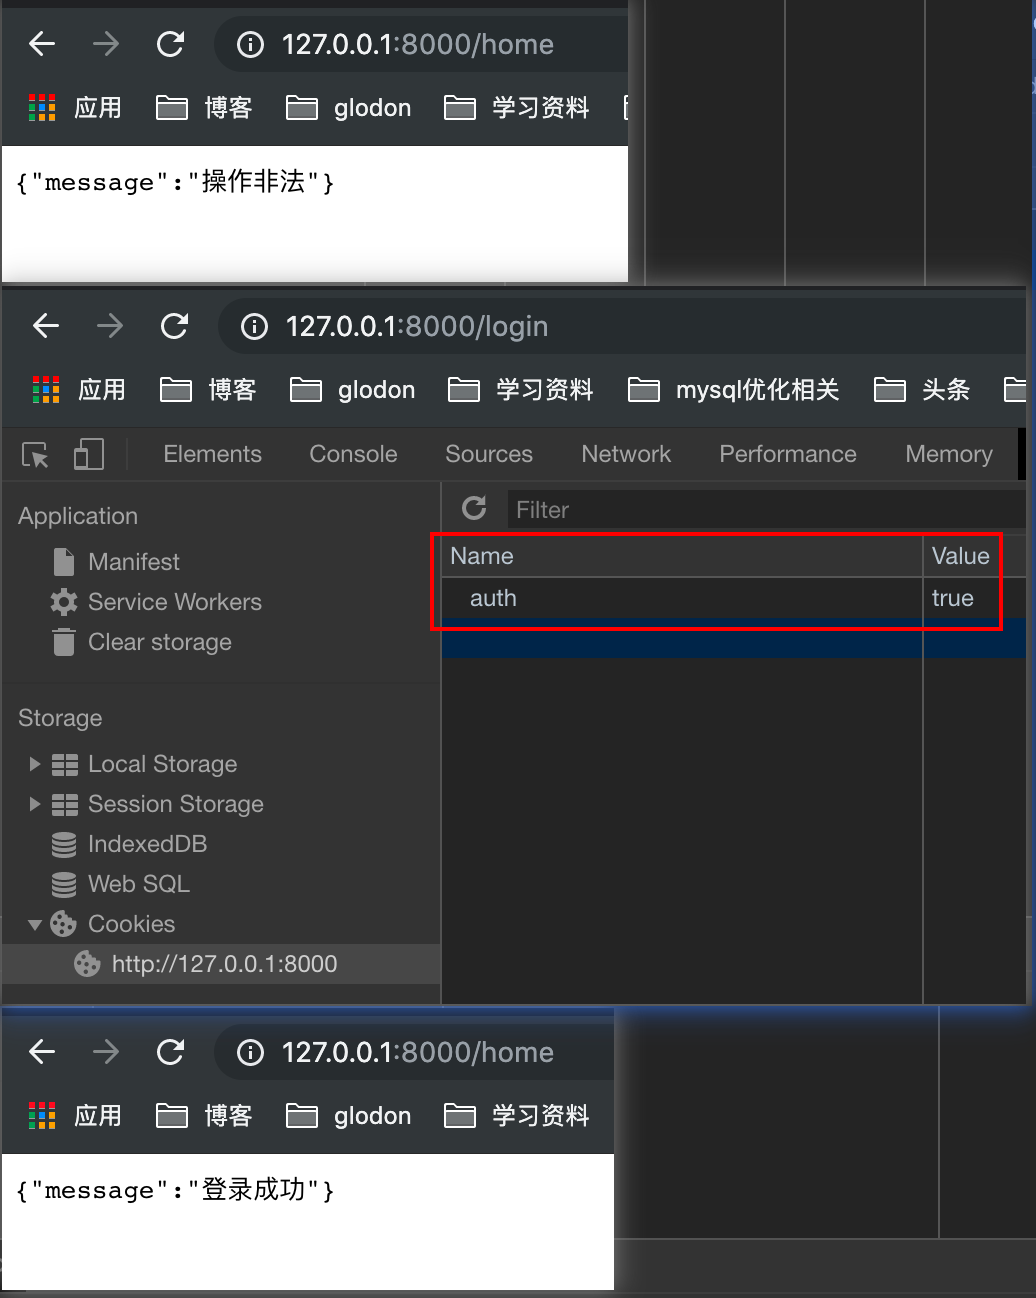 127.0.0.1:8000/home
应用 博客 glodon 学习资料
{"message":"操作非法"}
127.0.0.1:8000/login
应用 博客 glodon 学习资料 mysql优化相关 头条
Elements Console Sources Network Performance Memory
Application
Filter
Manifest
Service Workers
Clear storage
Name Value
auth true
Storage
Local Storage
Session Storage
IndexedDB
Web SQL
Cookies
http://127.0.0.1:8000
127.0.0.1:8000/home
应用 博客 glodon 学习资料
{"message":"登录成功"}